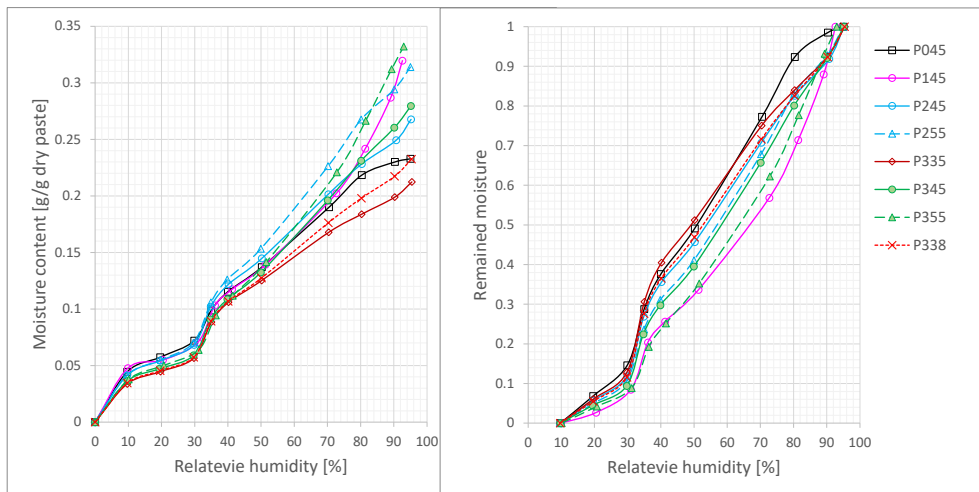 0.35
0.3
0.25
0.2
0.15
0.1
0.05
0
0 10 20 30 40 50 60 70 80 90 100
Moisture content [g/g dry paste]
Relatevie humidity [%]
1
0.9
0.8
0.7
0.6
0.5
0.4
0.3
0.2
0.1
0
0 10 20 30 40 50 60 70 80 90 100
Remained moisture
Relatevie humidity [%]
P045
P145
P245
P255
P335
P345
P355
P338